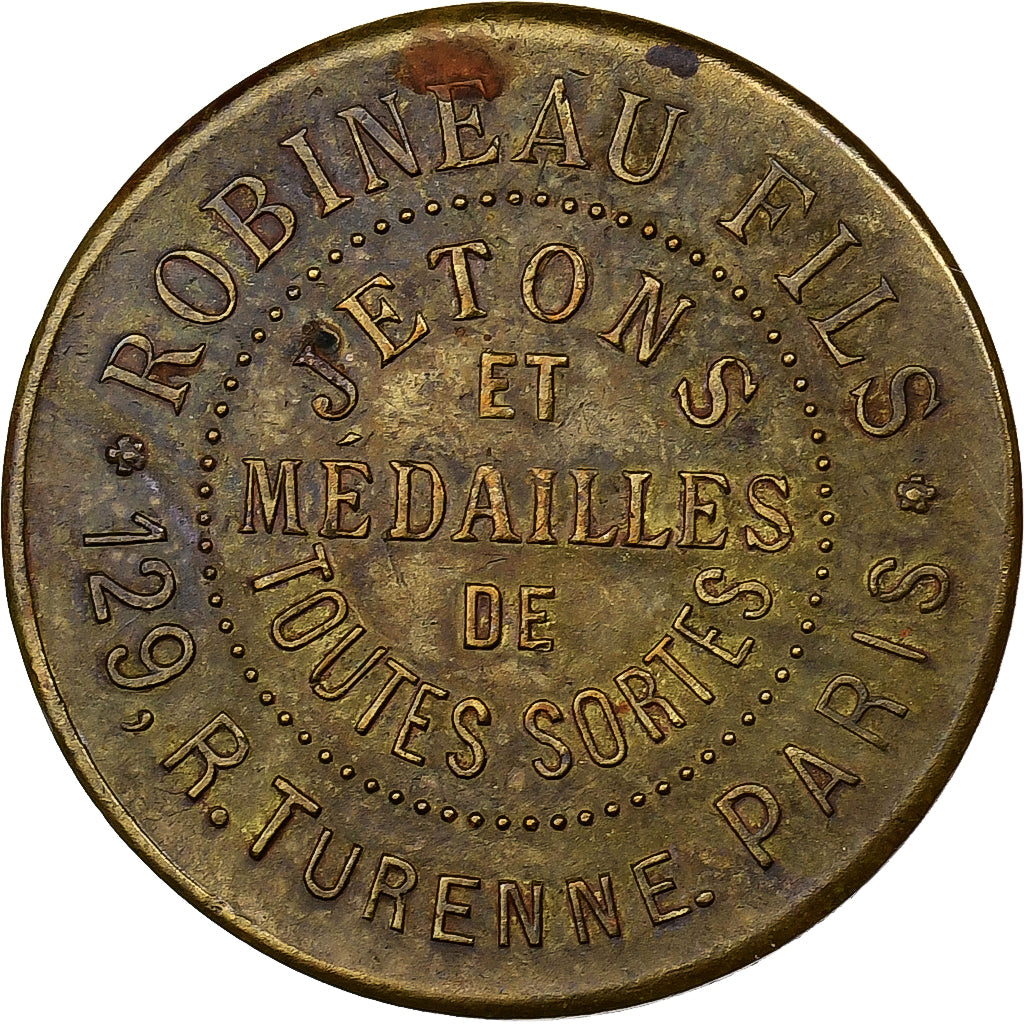 ROBINEAU FILS
129, R. TURENNE. PARIS
JETONS
ET
MÉDAILLES
DE
TOUTES SORTES